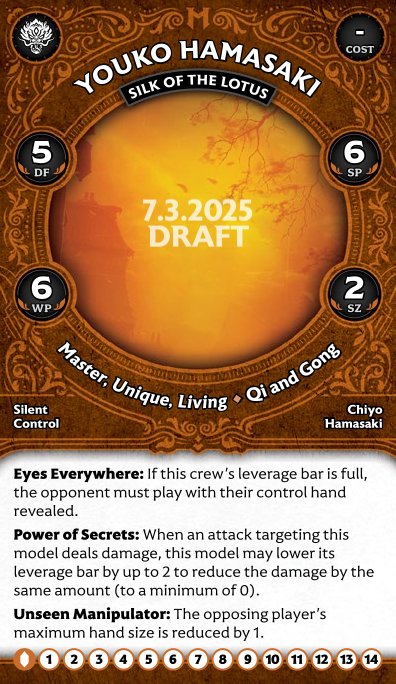 -
COST
YOUKO HAMASAKI
SILK OF THE LOTUS
5
DF
6
SP
7.3.2025
DRAFT
6
WP
2
SZ
Master, Unique, Living ♦ Qi and Gong
Silent
Control
Chiyo
Hamasaki
Eyes Everywhere: If this crew's leverage bar is full,
the opponent must play with their control hand
revealed.
Power of Secrets: When an attack targeting this
model deals damage, this model may lower its
leverage bar by up to 2 to reduce the damage by the
same amount (to a minimum of 0).
Unseen Manipulator: The opposing player's
maximum hand size is reduced by 1.
1 2 3 4 5 6 7 8 9 10 11 12 13 14